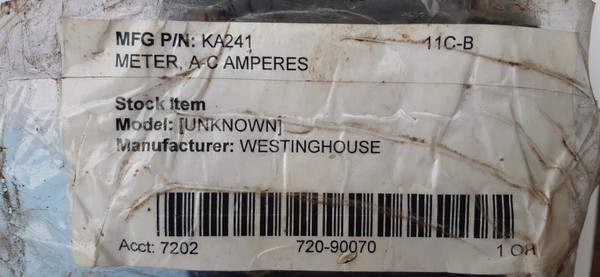 MFG P/N: KA241 11C-B
METER, A-C AMPERES
Stock Item
Model: [UNKNOWN]
Manufacturer: WESTINGHOUSE
Acct: 7202 720-90070 1 OH